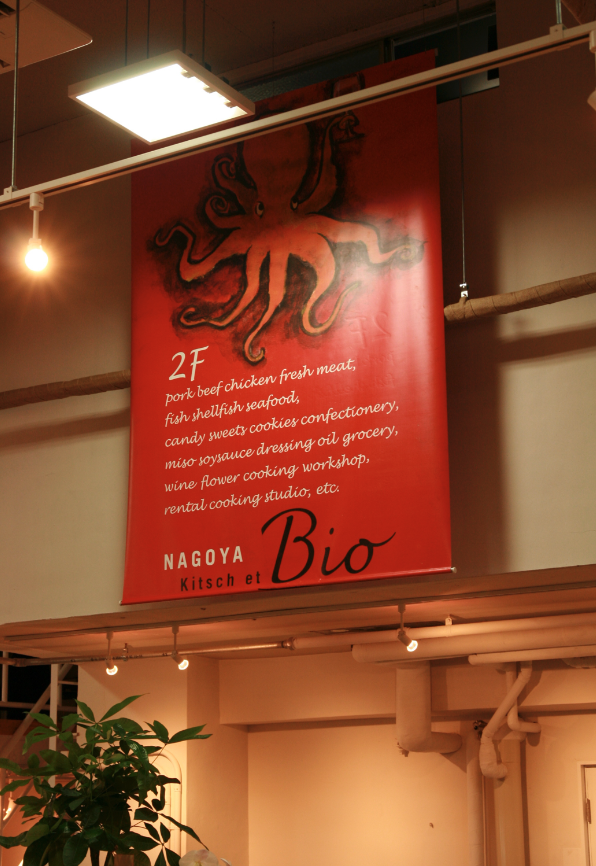 2F
pork beef chicken fresh meat,
fish shellfish seafood,
candy sweets cookies confectionery,
miso soysauce dressing oil grocery,
wine flower cooking workshop,
rental cooking studio, etc.
NAGOYA
Kitsch et Bio